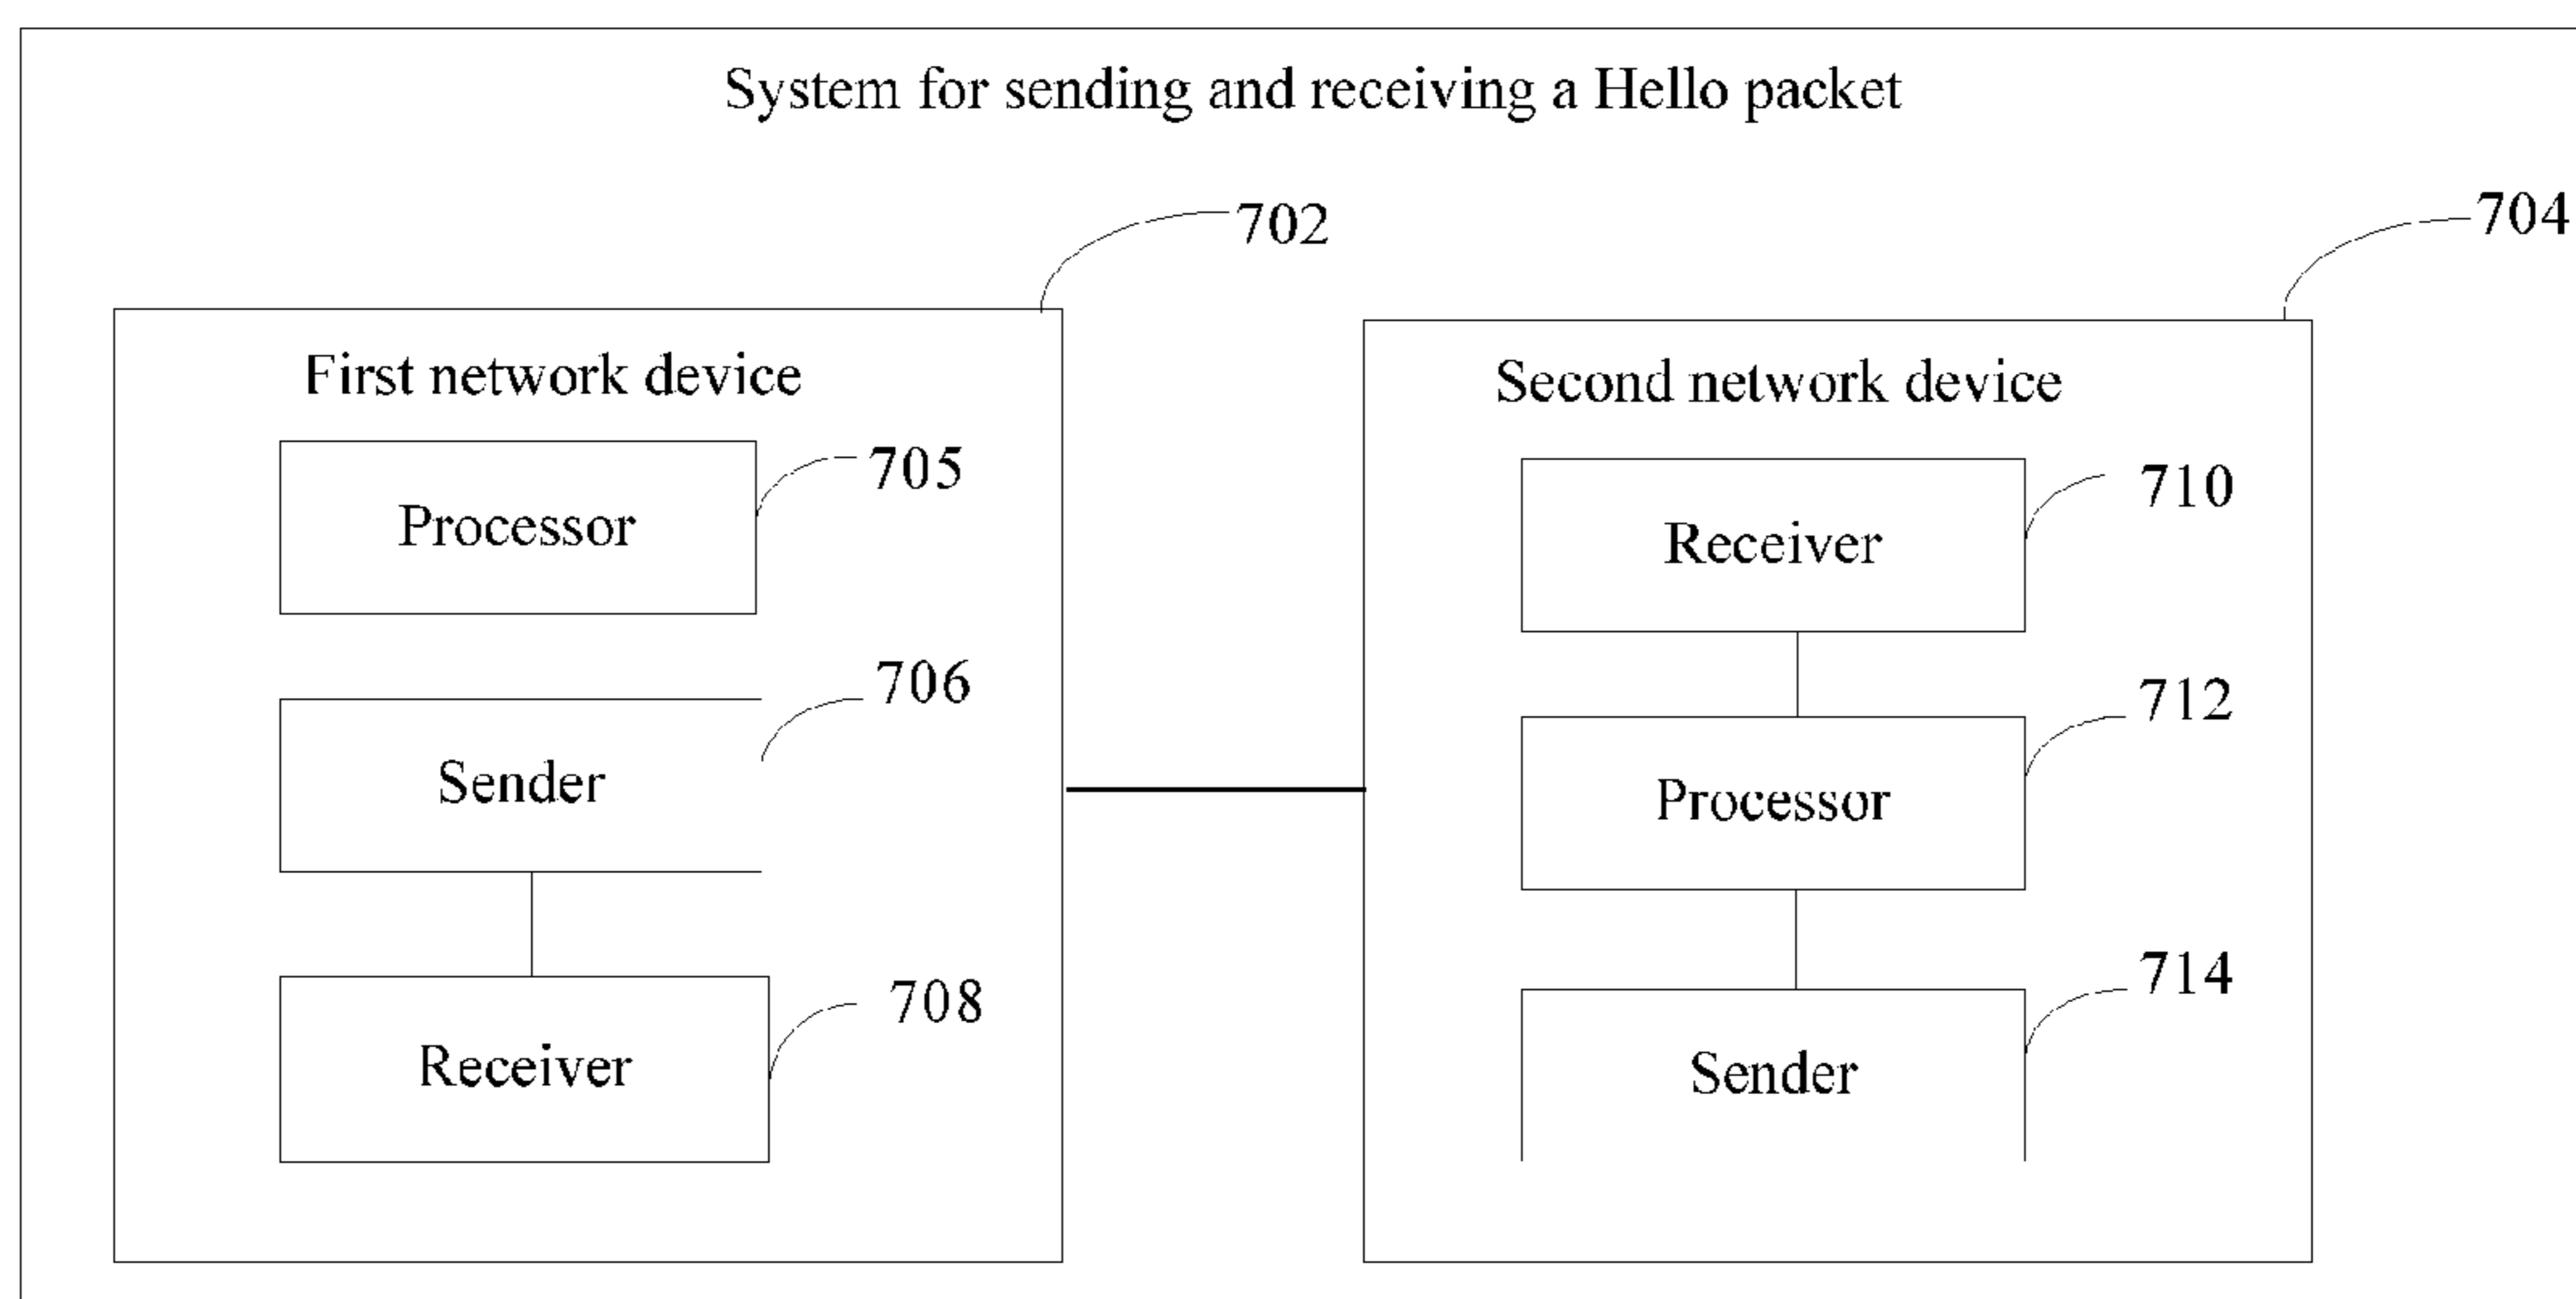 System for sending and receiving a Hello packet
702
704
First network device
Processor
705
Sender
706
Receiver
708
Second network device
Receiver
710
Processor
712
Sender
714